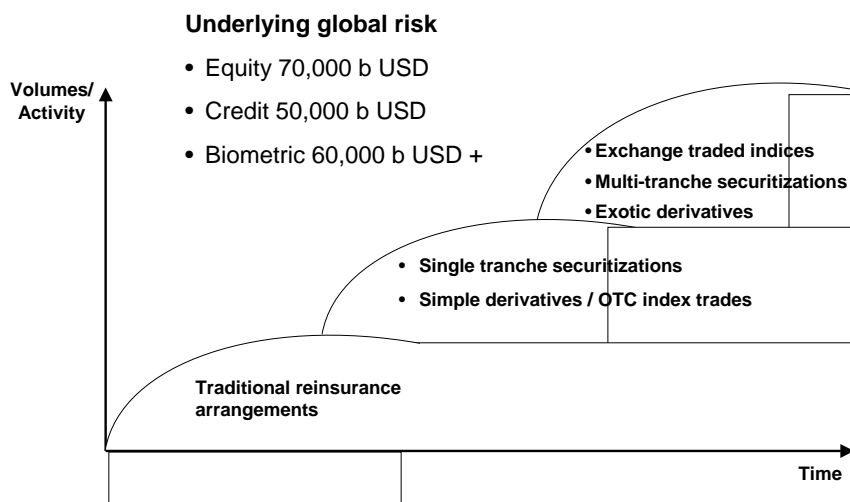 Underlying global risk
• Equity 70,000 b USD
• Credit 50,000 b USD
• Biometric 60,000 b USD +
Volumes/
Activity
• Exchange traded indices
• Multi-tranche securitizations
• Exotic derivatives
• Single tranche securitizations
• Simple derivatives / OTC index trades
Traditional reinsurance
arrangements
Time